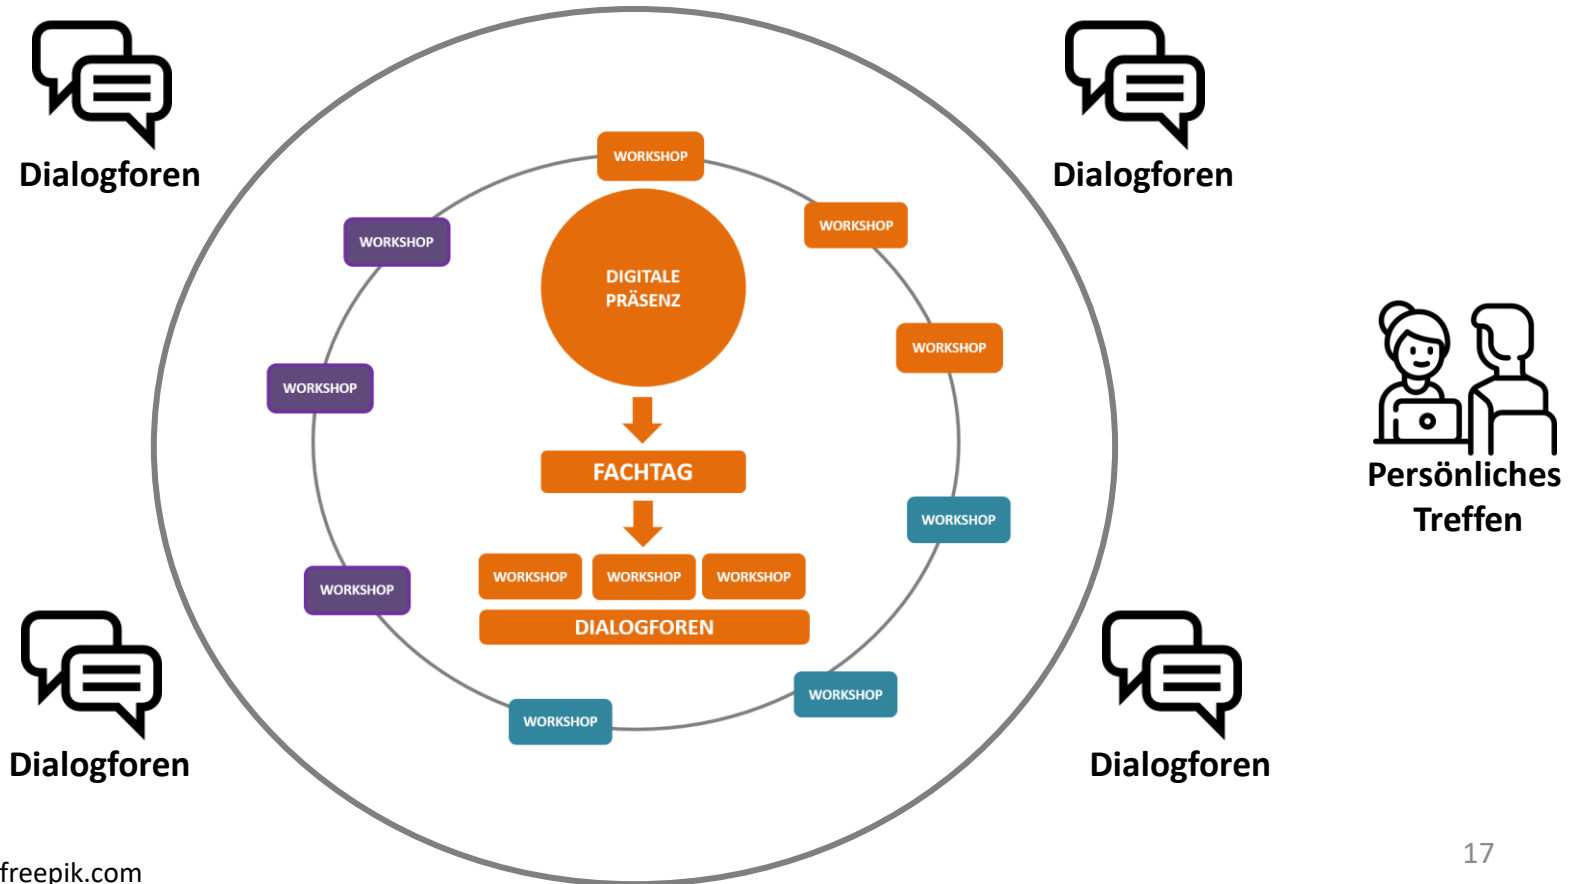 Dialogforen
Dialogforen
WORKSHOP
WORKSHOP
WORKSHOP
DIGITALE
PRÄSENZ
WORKSHOP
WORKSHOP
FACHTAG
Persönliches
Treffen
WORKSHOP
WORKSHOP
WORKSHOP
WORKSHOP
WORKSHOP
DIALOGFOREN
WORKSHOP
WORKSHOP
Dialogforen
Dialogforen
freepik.com
17